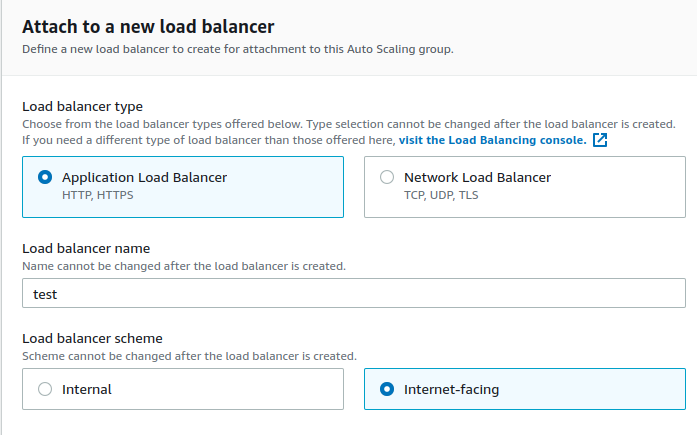 Attach to a new load balancer
Define a new load balancer to create for attachment to this Auto Scaling group.
Load balancer type
Choose from the load balancer types offered below. Type selection cannot be changed after the load balancer is created.
If you need a different type of load balancer than those offered here, visit the Load Balancing console.
Application Load Balancer
HTTP, HTTPS
Network Load Balancer
TCP, UDP, TLS
Load balancer name
Name cannot be changed after the load balancer is created.
test
Load balancer scheme
Scheme cannot be changed after the load balancer is created.
Internal
Internet-facing